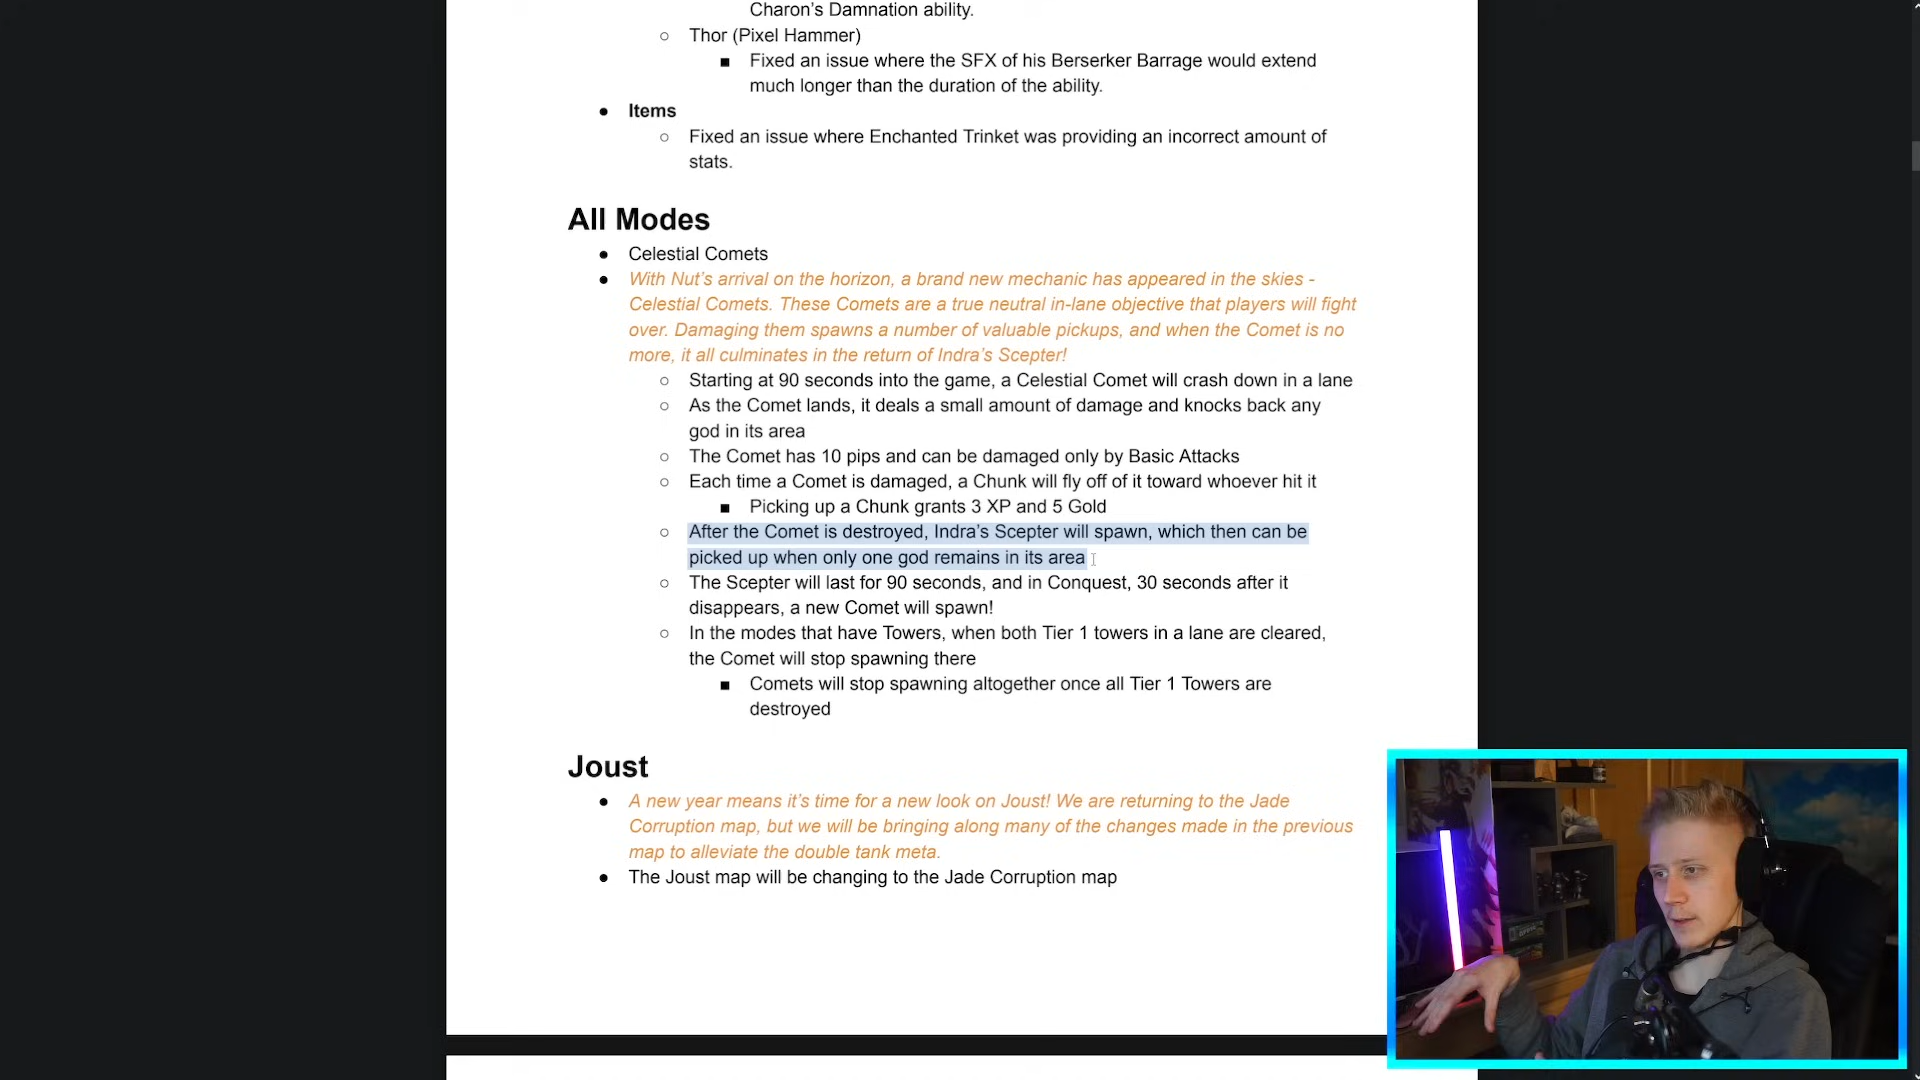 Charon’s Damnation ability.
Thor (Pixel Hammer)
Fixed an issue where the SFX of his Berserker Barrage would extend
much longer than the duration of the ability.
Items
Fixed an issue where Enchanted Trinket was providing an incorrect amount of
stats.
All Modes
Celestial Comets
With Nut’s arrival on the horizon, a brand new mechanic has appeared in the skies -
Celestial Comets. These Comets are a true neutral in-lane objective that players will fight
over. Damaging them spawns a number of valuable pickups, and when the Comet is no
more, it all culminates in the return of Indra’s Scepter!
Starting at 90 seconds into the game, a Celestial Comet will crash down in a lane
As the Comet lands, it deals a small amount of damage and knocks back any
god in its area
The Comet has 10 pips and can be damaged only by Basic Attacks
Each time a Comet is damaged, a Chunk will fly off of it toward whoever hit it
Picking up a Chunk grants 3 XP and 5 Gold
After the Comet is destroyed, Indra’s Scepter will spawn, which then can be
picked up when only one god remains in its area
The Scepter will last for 90 seconds, and in Conquest, 30 seconds after it
disappears, a new Comet will spawn!
In the modes that have Towers, when both Tier 1 towers in a lane are cleared,
the Comet will stop spawning there
Comets will stop spawning altogether once all Tier 1 Towers are
destroyed
Joust
A new year means it’s time for a new look on Joust! We are returning to the Jade
Corruption map, but we will be bringing along many of the changes made in the previous
map to alleviate the double tank meta.
The Joust map will be changing to the Jade Corruption map